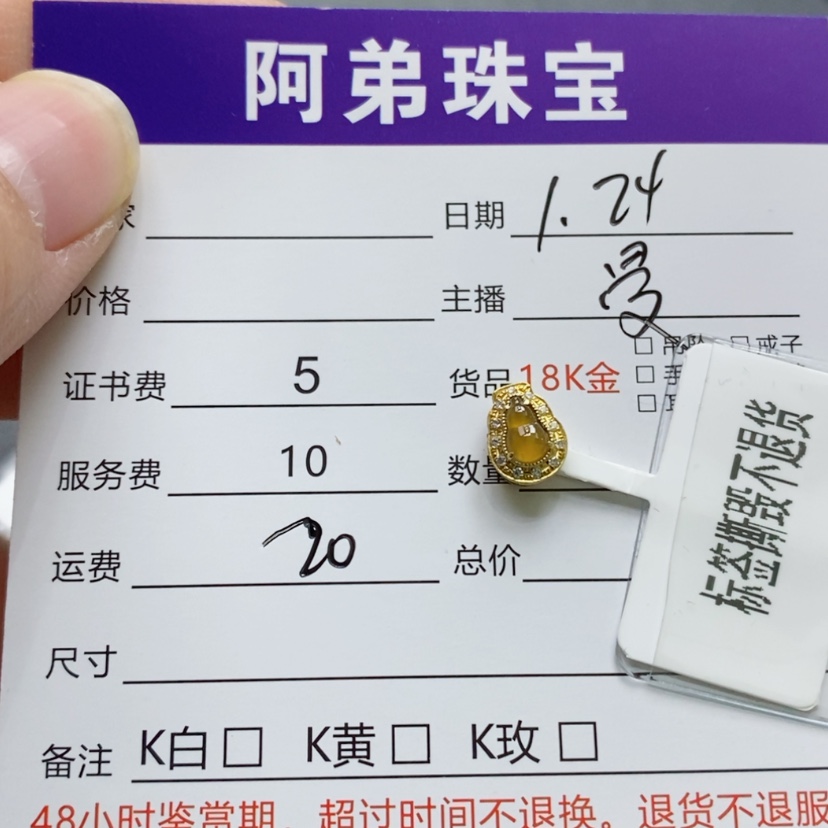 阿弟珠宝
家 日期 1.24
价格 主播
证书费 5 货品 18K金 戒子
服务费 10 数量
运费 20 总价
尺寸
备注 K白□ K黄□ K玫□
48小时鉴赏期，超过时间不退换。退货不退服
标签撕毁不退货